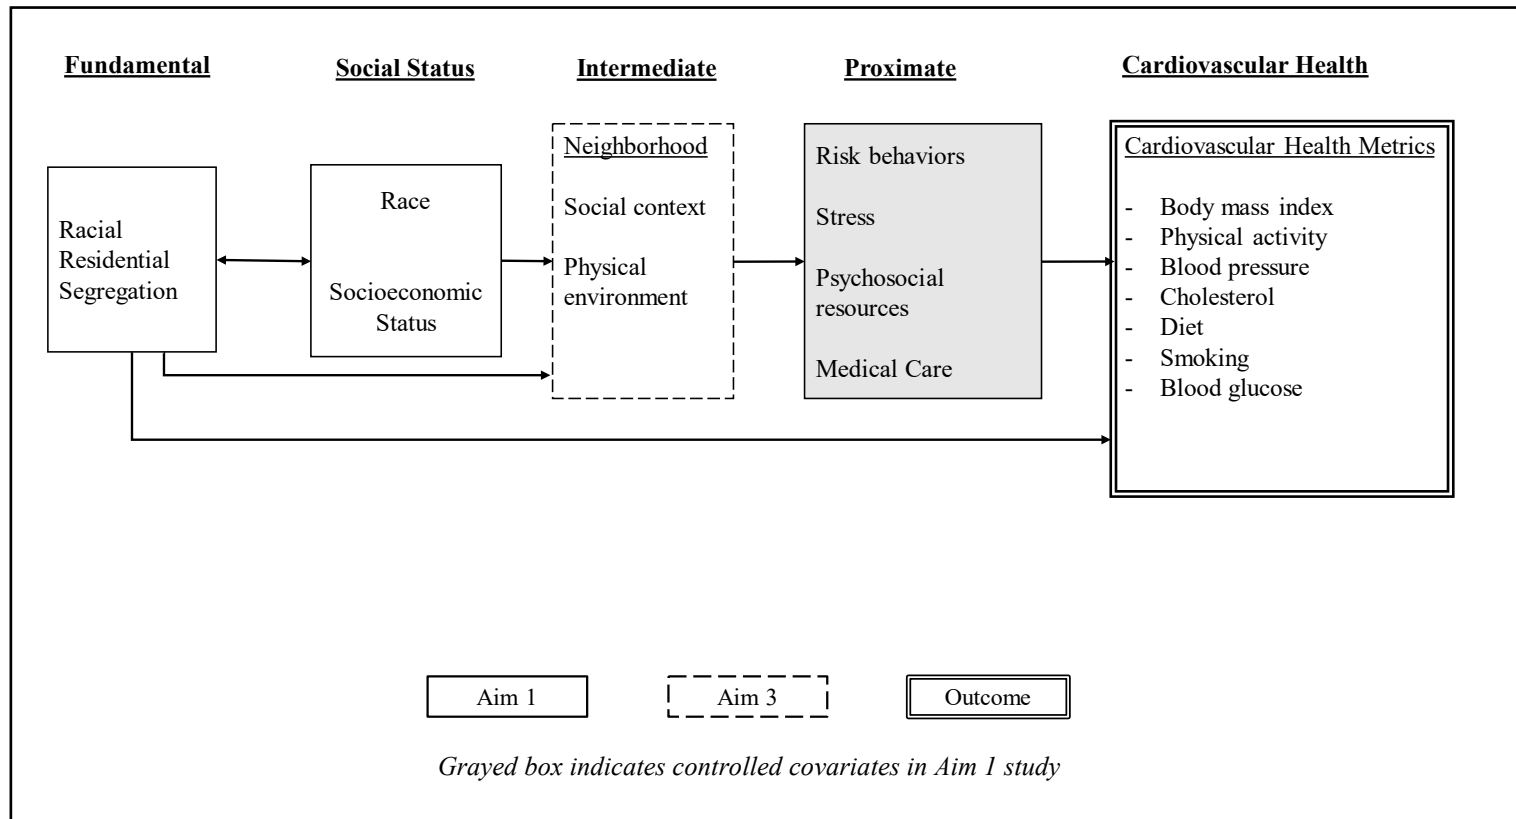 Fundamental
Social Status
Intermediate
Proximate
Cardiovascular Health
Racial
Residential
Segregation
Race
Socioeconomic
Status
Neighborhood
Social context
Physical
environment
Risk behaviors
Stress
Psychosocial
resources
Medical Care
Cardiovascular Health Metrics
- Body mass index
- Physical activity
- Blood pressure
- Cholesterol
- Diet
- Smoking
- Blood glucose
Aim 1
Aim 3
Outcome
Grayed box indicates controlled covariates in Aim 1 study